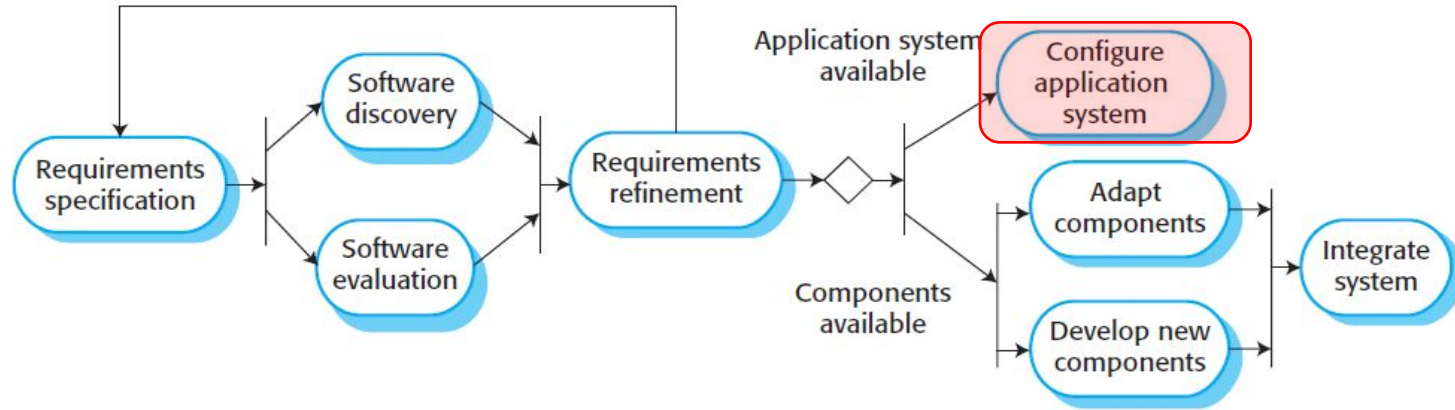 Requirements
specification
Software
discovery
Software
evaluation
Requirements
refinement
Application system
available
Configure
application
system
Components
available
Adapt
components
Develop new
components
Integrate
system